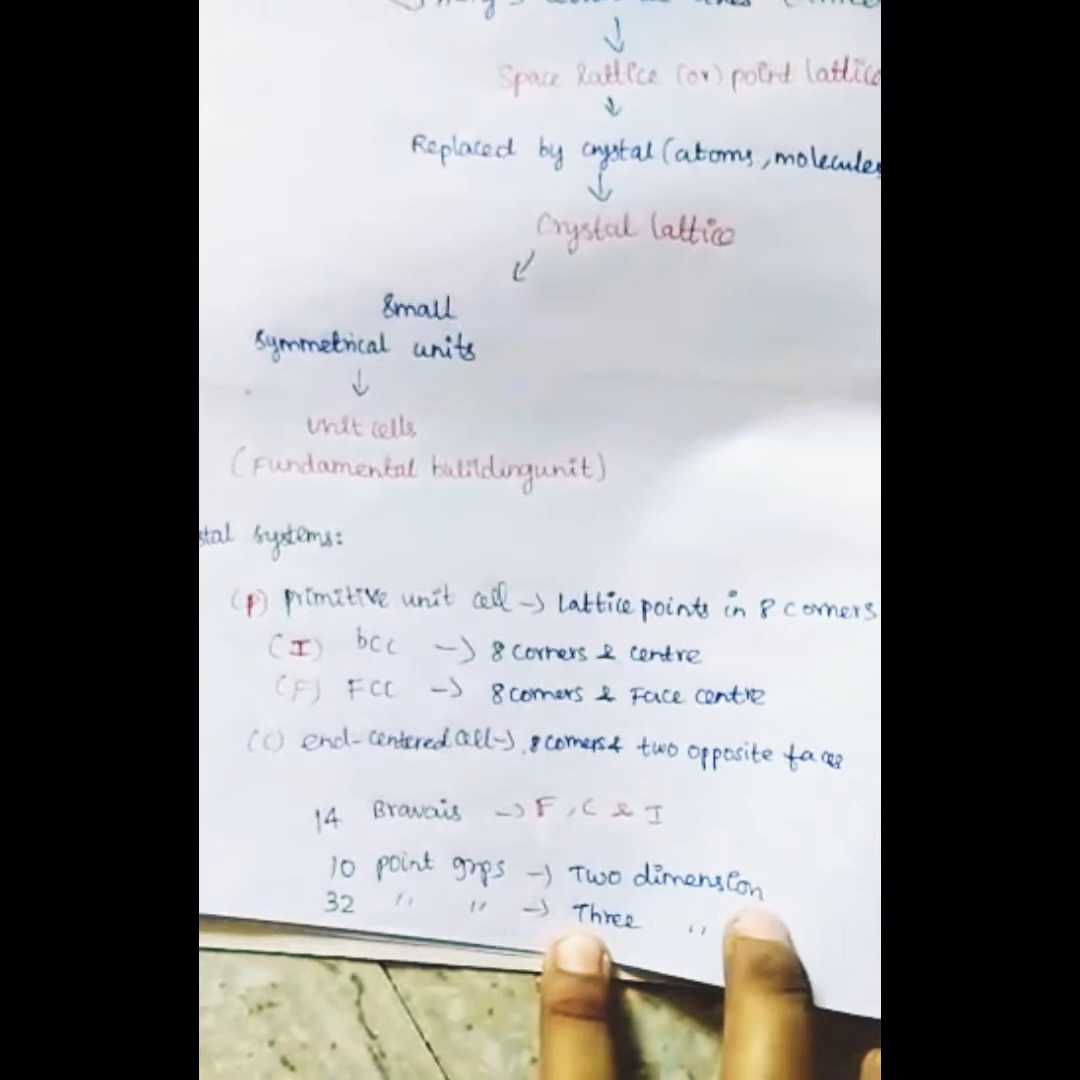 ↓
Space lattice (or) point lattice
↓
Replaced by crystal (atoms, molecules
↓
Crystal lattice
↙
Small
symmetrical units
↓
Unit cells
(Fundamental bulildingunit)
stal systems:
(P) primitive unit cell → lattice points in 8 corners
(I) bcc → 8 corners & centre
(F) FCC → 8 corners & Face centre
(C) end-centered cell → 8 corners & two opposite faces
14 Bravais → F, C & I
10 point grps → Two dimension
32 " " → Three "